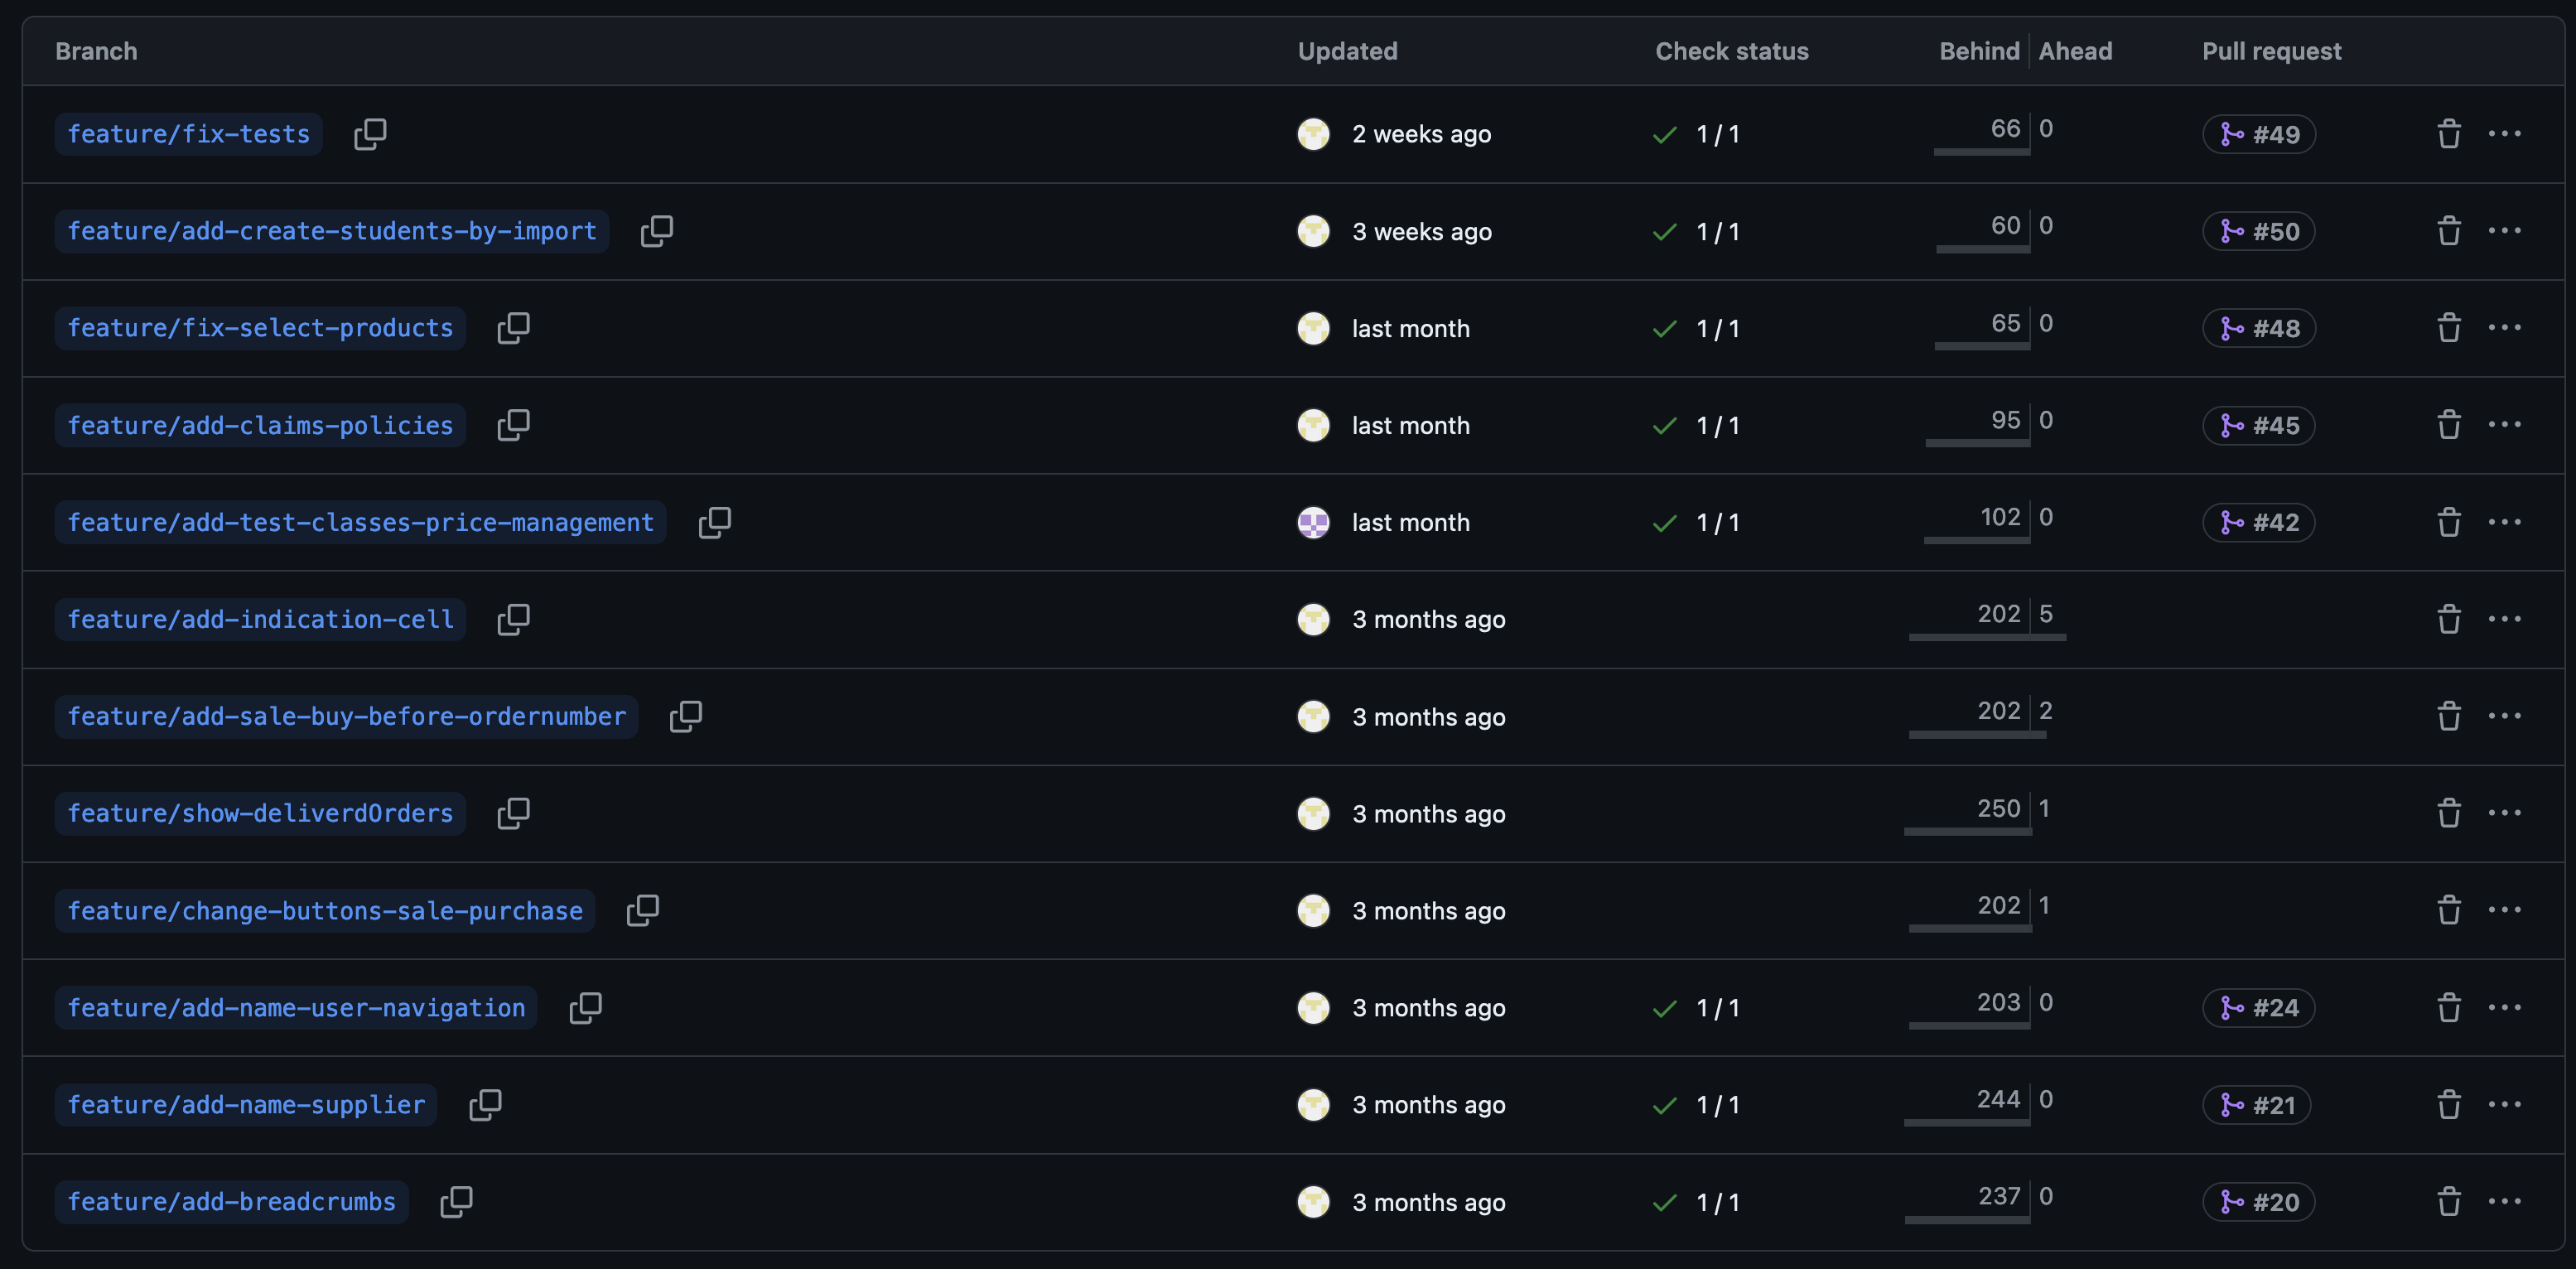 Branch Updated Check status Behind Ahead Pull request
feature/fix-tests 2 weeks ago 1 / 1 66 0 #49
feature/add-create-students-by-import 3 weeks ago 1 / 1 60 0 #50
feature/fix-select-products last month 1 / 1 65 0 #48
feature/add-claims-policies last month 1 / 1 95 0 #45
feature/add-test-classes-price-management last month 1 / 1 102 0 #42
feature/add-indication-cell 3 months ago 202 5
feature/add-sale-buy-before-ordernumber 3 months ago 202 2
feature/show-deliverdOrders 3 months ago 250 1
feature/change-buttons-sale-purchase 3 months ago 202 1
feature/add-name-user-navigation 3 months ago 1 / 1 203 0 #24
feature/add-name-supplier 3 months ago 1 / 1 244 0 #21
feature/add-breadcrumbs 3 months ago 1 / 1 237 0 #20